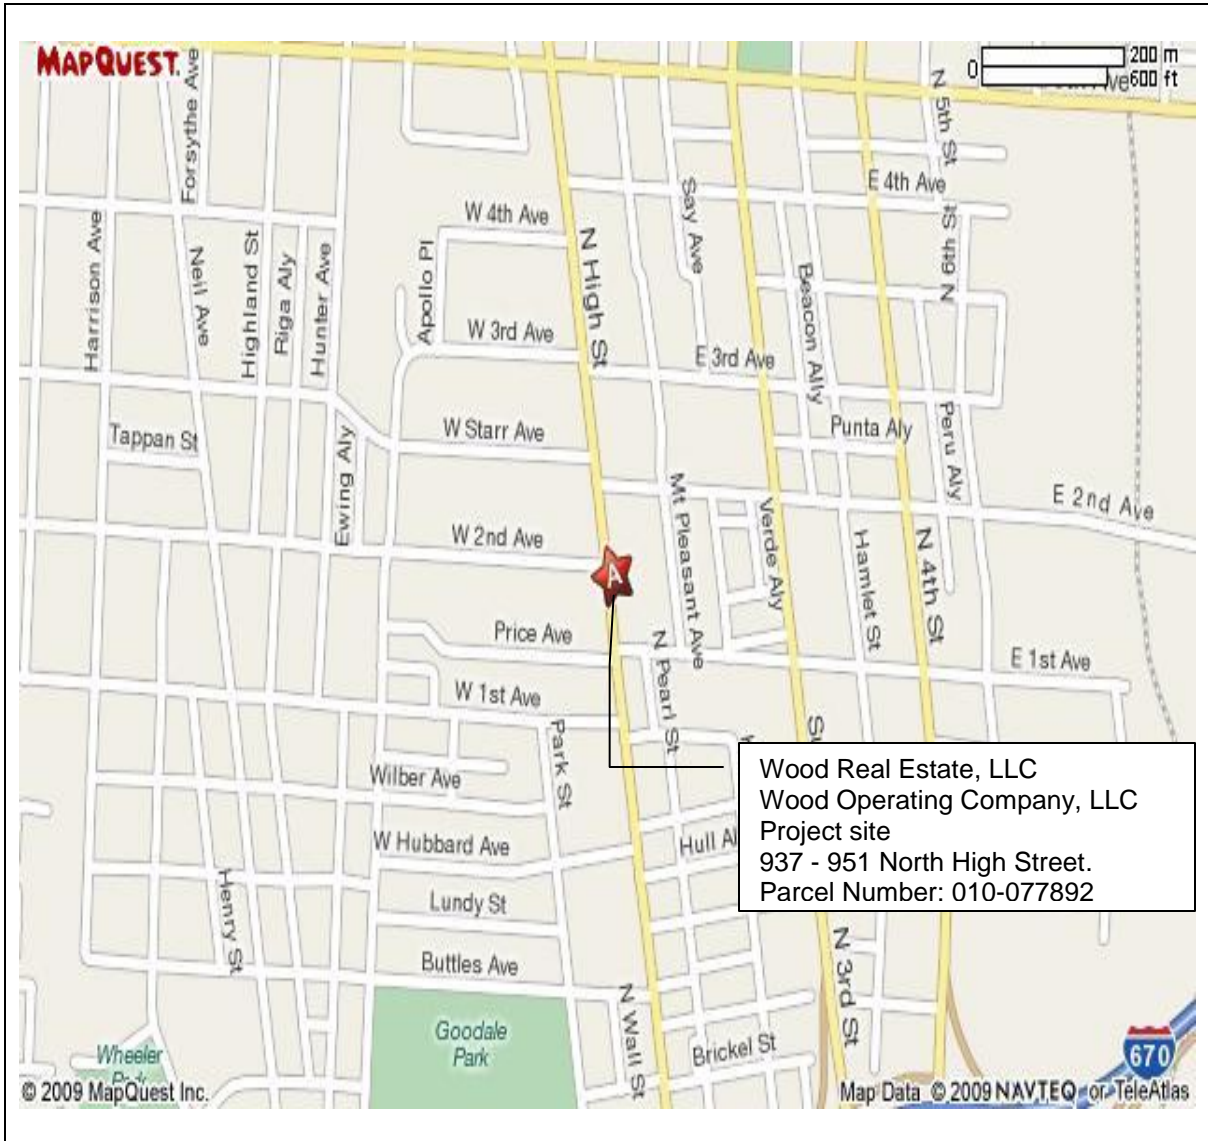 MAPQUEST.
0
200 m
600 ft
Forsythe Ave
N 5th St
Harrison Ave
Neil Ave
Highland St
Riga Aly
Hunter Ave
Apollo Pl
W 4th Ave
N High St
Say Ave
E 4th Ave
N 6th St
Beacon Ally
W 3rd Ave
E 3rd Ave
Tappan St
Ewing Aly
W Starr Ave
Punta Aly
Peru Aly
Mt Pleasant Ave
Verde Aly
E 2nd Ave
W 2nd Ave
A
Hamlet St
N 4th St
Price Ave
N Pearl St
E 1st Ave
W 1st Ave
Park St
Su
Wilber Ave
W Hubbard Ave
Hull Al
Henry St
Lundy St
Buttles Ave
N Wall St
N 3rd St
Goodale
Park
Brickel St
Wheeler
670
Wood Real Estate, LLC
Wood Operating Company, LLC
Project site
937 - 951 North High Street.
Parcel Number: 010-077892
© 2009 MapQuest Inc.
Map Data © 2009 NAVTEQ or TeleAtlas